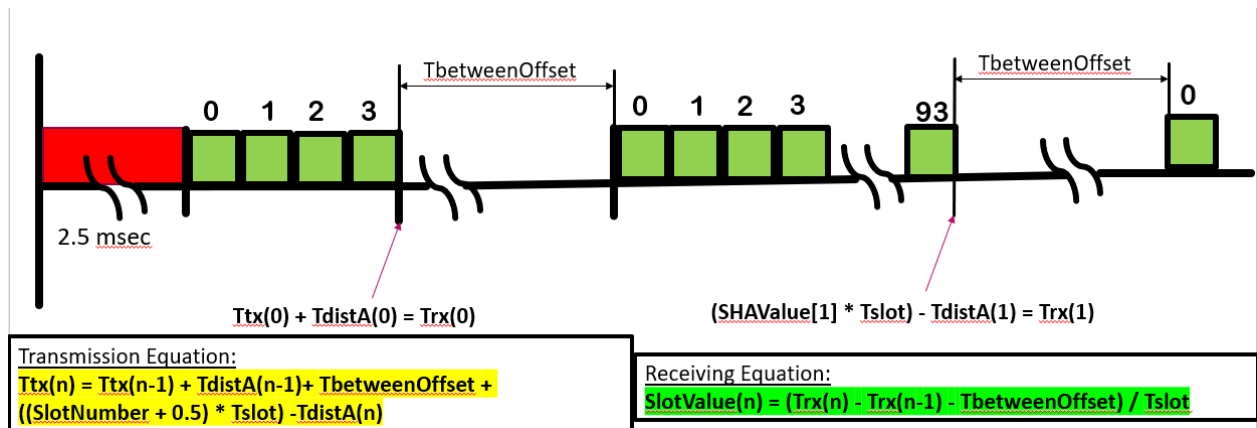 TbetweenOffset
TbetweenOffset
0 1 2 3
0 1 2 3
93
0
2.5 msec
Ttx(0) + TdistA(0) = Trx(0)
(SHAValue[1] * Tslot) - TdistA(1) = Trx(1)
Transmission Equation:
Ttx(n) = Ttx(n-1) + TdistA(n-1)+ TbetweenOffset +
((SlotNumber + 0.5) * Tslot) -TdistA(n)
Receiving Equation:
SlotValue(n) = (Trx(n) - Trx(n-1) - TbetweenOffset) / Tslot